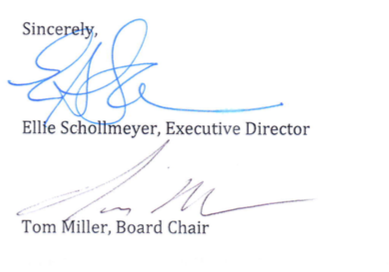 Sincerely,
Ellie Schollmeyer, Executive Director
Tom Miller, Board Chair